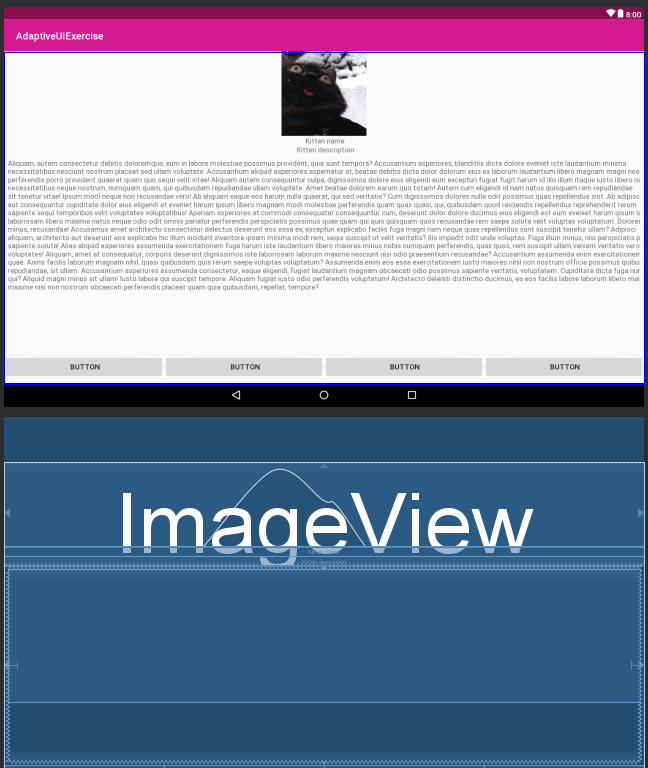 8:00
AdaptiveUIExercise
Kitten name
Kitten description
Aliquam, autem consectetur debitis doloremque, eum in labore molestiae possimus provident, quia sunt tempora? Accusantium asperiores, blanditiis dicta dolore eveniet iste laudantium minima
necessitatibus nesciunt nostrum placeat sed ullam voluptate. Accusantium aliquid asperiores aspernatur at, beatae debitis dicta dolor dolorum eius ex laborum laudantium libero magnam magni nes
perferendis porro provident quaerat quam quo sequi velit vitae! Aliquam autem consequuntur culpa, dignissimos dolore eius eligendi eum excepturi fugiat fugit harum id illo illum itaque iusto libero
necessitatibus neque nostrum, numquam quam, qui quibusdam repudiandae ullam voluptate. Amet beatae dolorem earum quo totam! Autem cum eligendi id nam natus quisquam rem repudiandae
sit tenetur vitae! Ipsum modi neque non recusandae vero! Ab aliquam eaque eos harum nulla quaerat, qui sed veritatis? Cum dignissimos dolores nulla odit possimus quas repellendus sint. Ab adipisc
aut consequuntur cupiditate dolor eius eligendi et eveniet harum ipsum libero magnam modi molestiae perferendis quam quas quasi, qui, quibusdam quod reiciendis repellendus reprehenderit rerum
sapiente sequi temporibus velit voluptates voluptatibus! Aperiam asperiores at commodi consequatur consequuntur cum, deserunt dolor dolore ducimus eius eligendi est eum eveniet harum ipsum
laboriosam libero maxime natus neque odio odit omnis pariatur perferendis perspiciatis possimus quae quam qui quis quisquam quos recusandae rem saepe soluta velit voluptas voluptatum. Dolorem
minus, recusandae! Accusamus amet architecto consectetur delectus deserunt eos esse ex, excepturi explicabo facilis fuga magni nam neque quas repellendus sunt suscipit tenetur ullam? Adipisci
aliquam, architecto aut deserunt eos explicabo hic illum incidunt inventore ipsam minima modi rem, sequi suscipit ut velit veritatis? Illo impedit odit unde voluptas. Fuga illum minus, nisi perspiciatis p
sapiente soluta! Alias aliquid asperiores assumenda exercitationem fuga harum iste laudantium libero maiores minus nobis nostrum numquam perferendis, quas quos, rem suscipit ullam veritatis
voluptates! Aliquam, amet at consequatur, corporis deserunt dignissimos iste laboriosam laborum maxime nesciunt nisi odio praesentium recusandae? Accusantium assumenda enim exercitationem
quae. Animi facilis laborum magnam nihil, quasi quibusdam quis rerum saepe voluptas voluptatum? Assumenda enim eos esse exercitationem iusto maiores nihil non nostrum officia possimus quibus
repudiandae, sit ullam. Accusantium asperiores assumenda consectetur, eaque eligendi, fugiat laudantium magnam obcaecati odio possimus sapiente veritatis, voluptatem. Cupiditate dicta fuga
qui? Aliquid magni minus sit ullam! Iusto labore qui suscipit tempore. Aliquam fugiat iusto odio perferendis voluptatum! Architecto deleniti distinctio ducimus, ea eos facilis labore libero
maxime nisi non nostrum obcaecati perferendis placeat quam quia quibusdam, repellat, tempore?
BUTTON BUTTON BUTTON BUTTON
ImageView
Kitten description